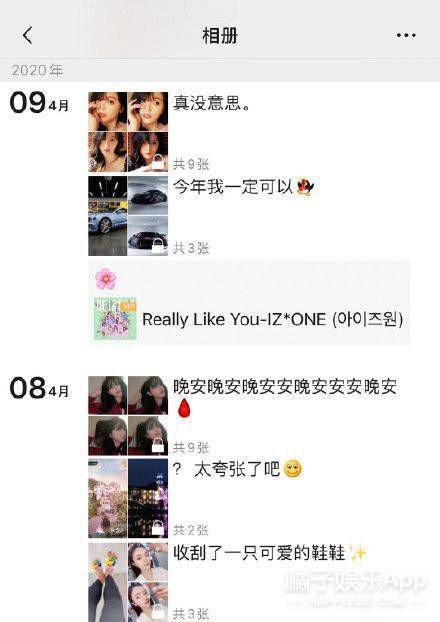 相册
2020年
09 4月
真没意思。
共9张
今年我一定可以
共3张
Really Like You-IZ*ONE (아이즈원)
08 4月
晚安晚安晚安安晚安安安晚安
共9张
？ 太夸张了吧
共2张
收刮了一只可爱的鞋鞋✨
共3张
橘子娱乐App